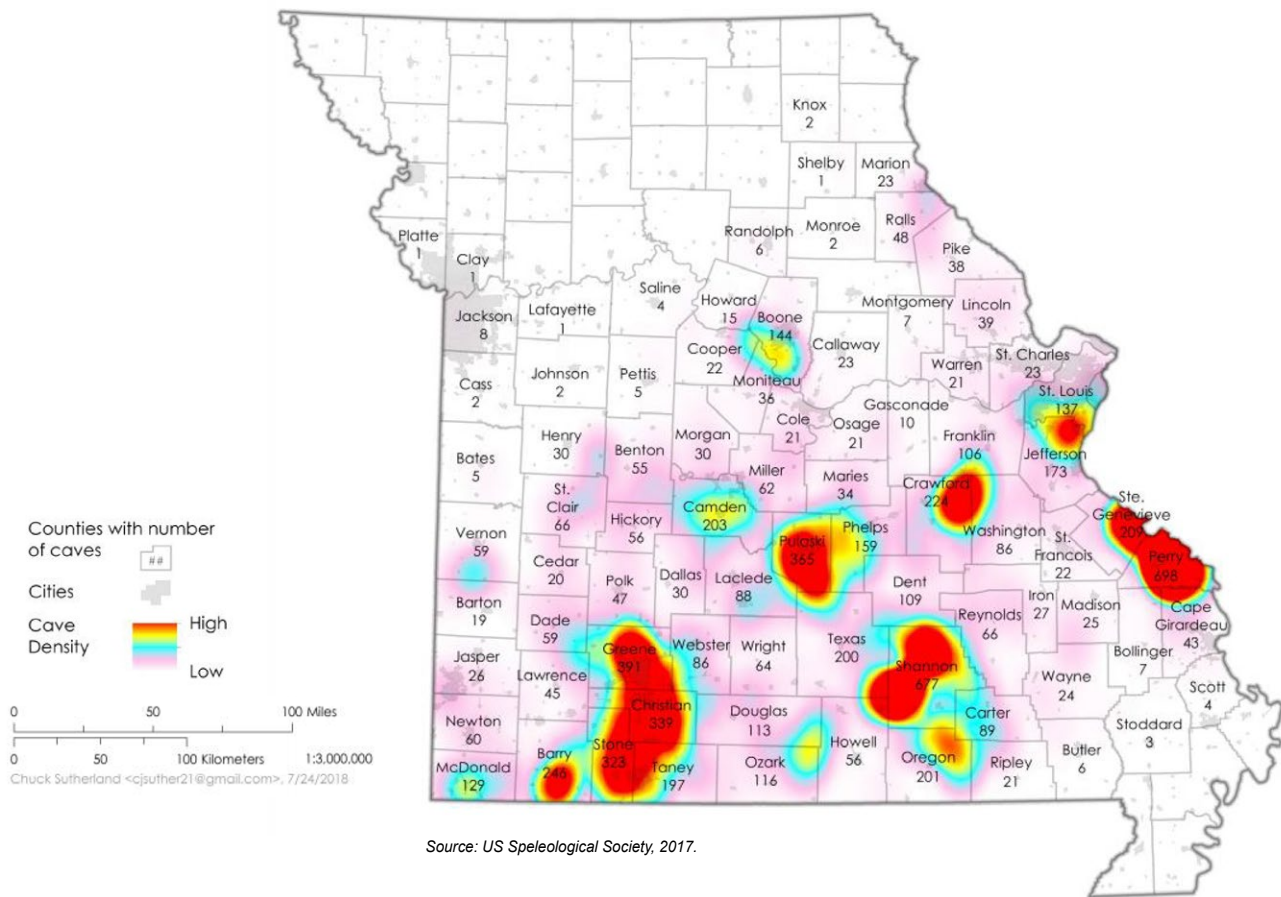 Knox
2
Shelby
1
Marion
23
Randolph
6
Monroe
2
Ralls
48
Pike
38
Platte
1
Clay
1
Saline
4
Howard
15
Boone
144
Montgomery
7
Lincoln
39
Jackson
8
Lafayette
1
Cooper
22
Callaway
23
Warren
21
St. Charles
23
Cass
2
Johnson
2
Pettis
5
Moniteau
36
Cole
21
Osage
21
Gasconade
10
Franklin
106
St. Louis
137
Jefferson
173
Bates
5
Henry
30
Benton
55
Morgan
30
Miller
62
Maries
34
Crawford
224
Washington
86
Ste.
Genevieve
209
St.
Clair
66
Hickory
56
Camden
203
Pulaski
365
Phelps
159
St.
Francois
22
Perry
698
Vernon
59
Cedar
20
Polk
47
Dallas
30
Laclede
88
Dent
109
Iron
27
Madison
25
Cape
Girardeau
43
Barton
19
Dade
59
Greene
391
Webster
86
Wright
64
Texas
200
Reynolds
66
Bollinger
7
Jasper
26
Lawrence
45
Christian
339
Douglas
113
Shannon
677
Wayne
24
Scott
4
Newton
60
Stone
323
Howell
56
Carter
89
Stoddard
3
McDonald
129
Barry
246
Taney
197
Ozark
116
Oregon
201
Ripley
21
Butler
6
Counties with number
of caves
##
Cities
Cave
Density
High
Low
0 50 100 Miles
0 50 100 Kilometers 1:3,000,000
Chuck Sutherland <cjsuther21@gmail.com>, 7/24/2018
Source: US Speleological Society, 2017.